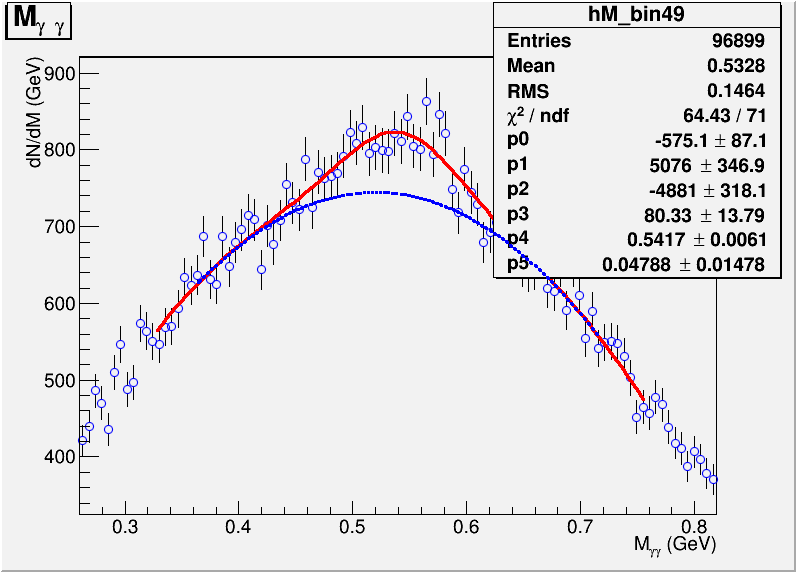 M γ γ
hM_bin49
Entries 96899
Mean 0.5328
RMS 0.1464
χ² / ndf 64.43 / 71
p0 -575.1 ± 87.1
p1 5076 ± 346.9
p2 -4881 ± 318.1
p3 80.33 ± 13.79
p4 0.5417 ± 0.0061
p5 0.04788 ± 0.01478
dN/dM (GeV)
900
800
700
600
500
400
0.3 0.4 0.5 0.6 0.7 0.8
Mγγ (GeV)